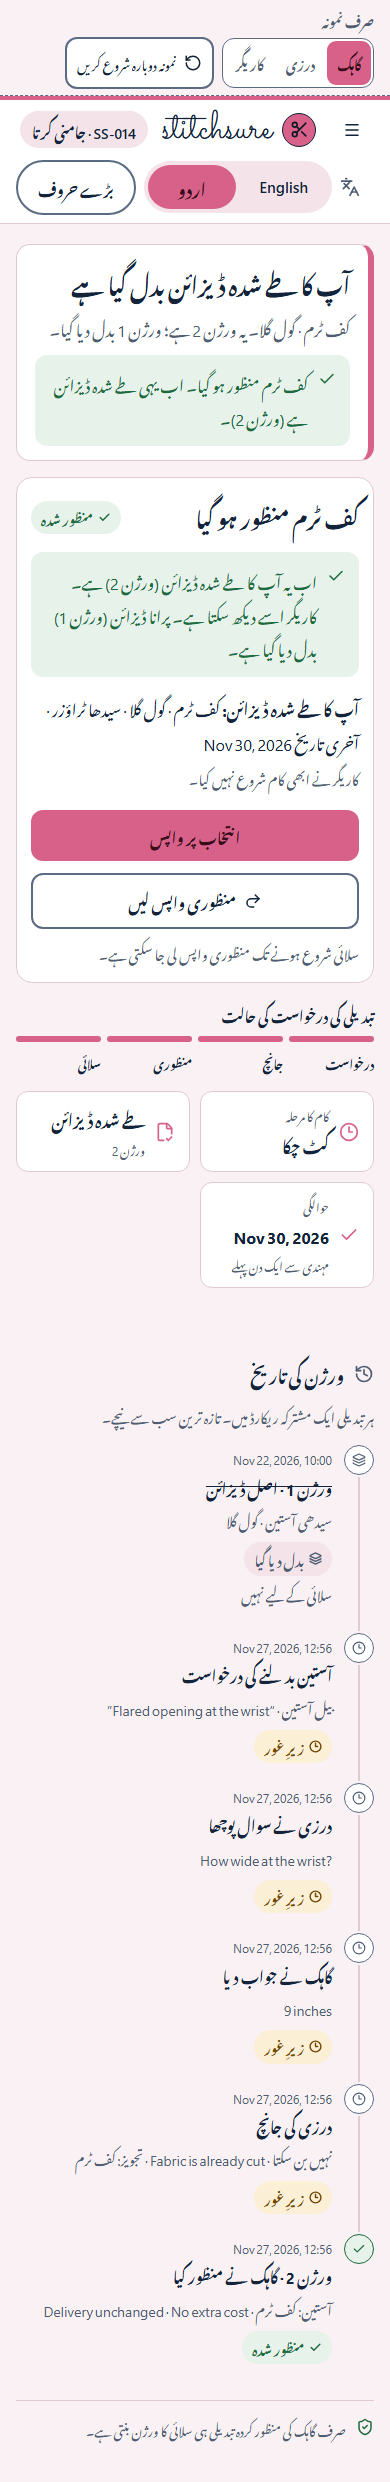 صرف نمونہ
گاہک
درزی
کاریگر
نمونہ دوبارہ شروع کریں
stitchsure
SS-014 · جامنی کرتا
English
اردو
بڑے حروف
آپ کا طے شدہ ڈیزائن بدل گیا ہے
کف ٹرم · گول گلا۔ یہ ورژن 2 ہے؛ ورژن 1 بدل دیا گیا۔
کف ٹرم منظور ہو گیا۔ اب یہی طے شدہ ڈیزائن
ہے (ورژن 2)۔
کف ٹرم منظور ہو گیا
منظور شدہ
اب یہ آپ کا طے شدہ ڈیزائن (ورژن 2) ہے۔
کاریگر اسے دیکھ سکتا ہے۔ پرانا ڈیزائن (ورژن 1)
بدل دیا گیا ہے۔
آپ کا طے شدہ ڈیزائن: کف ٹرم · گول گلا · سیدھا ٹراؤزر ·
آخری تاریخ Nov 30, 2026
کاریگر نے ابھی کام شروع نہیں کیا۔
انتخاب پر واپس
منظوری واپس لیں
سلائی شروع ہونے تک منظوری واپس لی جا سکتی ہے۔
تبدیلی کی درخواست کی حالت
درخواست
جانچ
منظوری
سلائی
کام کا مرحلہ
کٹ چکا
طے شدہ ڈیزائن
ورژن 2
حوالگی
Nov 30, 2026
مہندی سے ایک دن پہلے
ورژن کی تاریخ
ہر تبدیلی ایک مشترکہ ریکارڈ میں۔ تازہ ترین سب سے نیچے۔
Nov 22, 2026, 10:00
ورژن 1 · اصل ڈیزائن
سیدھی آستین · گول گلا
بدل دیا گیا
سلائی کے لیے نہیں
Nov 27, 2026, 12:56
آستین بدلنے کی درخواست
بیل آستین · "Flared opening at the wrist"
زیرِ غور
Nov 27, 2026, 12:56
درزی نے سوال پوچھا
How wide at the wrist?
زیرِ غور
Nov 27, 2026, 12:56
گاہک نے جواب دیا
9 inches
زیرِ غور
Nov 27, 2026, 12:56
درزی کی جانچ
نہیں بن سکتا · Fabric is already cut · تجویز: کف ٹرم
زیرِ غور
Nov 27, 2026, 12:56
ورژن 2 · گاہک نے منظور کیا
آستین: کف ٹرم · Delivery unchanged · No extra cost
منظور شدہ
صرف گاہک کی منظور کردہ تبدیلی ہی سلائی کا ورژن بنتی ہے۔